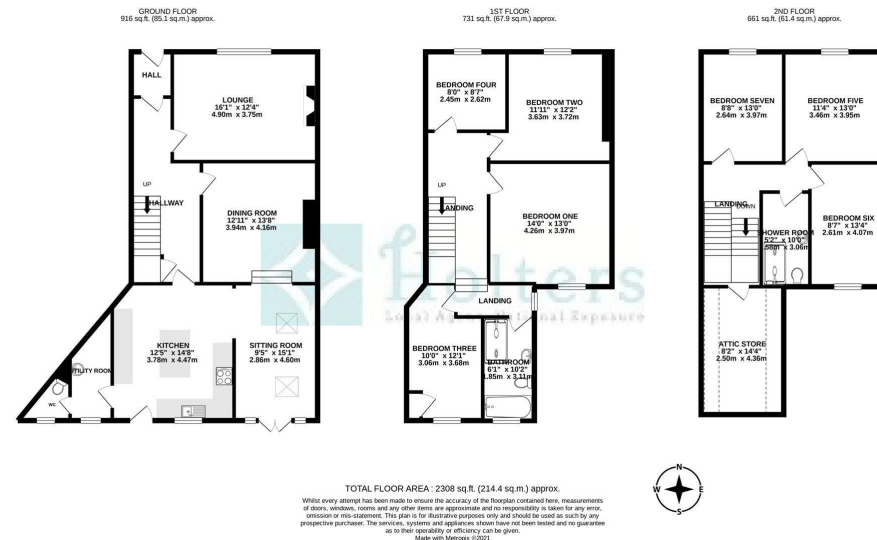 GROUND FLOOR
916 sq.ft. (85.1 sq.m.) approx.
HALL
LOUNGE
16'1" x 12'4"
4.90m x 3.75m
UP
HALLWAY
DINING ROOM
12'11" x 13'8"
3.94m x 4.16m
KITCHEN
12'5" x 14'8"
3.78m x 4.47m
SITTING ROOM
9'5" x 15'1"
2.86m x 4.60m
UTILITY ROOM
WC
1ST FLOOR
731 sq.ft. (67.9 sq.m.) approx.
BEDROOM FOUR
8'0" x 8'7"
2.45m x 2.62m
BEDROOM TWO
11'11" x 12'2"
3.63m x 3.72m
UP
LANDING
BEDROOM ONE
14'0" x 13'0"
4.26m x 3.97m
LANDING
BEDROOM THREE
10'0" x 12'1"
3.06m x 3.68m
BATHROOM
6'1" x 10'2"
1.85m x 3.11m
2ND FLOOR
661 sq.ft. (61.4 sq.m.) approx.
BEDROOM SEVEN
8'8" x 13'0"
2.64m x 3.97m
BEDROOM FIVE
11'4" x 13'0"
3.46m x 3.95m
LANDING
DOWN
SHOWER ROOM
5'2" x 10'0"
.58m x 3.06m
BEDROOM SIX
8'7" x 13'4"
2.61m x 4.07m
ATTIC STORE
8'2" x 14'4"
2.50m x 4.36m
Holters
Local Agent National Exposure
N
W E
S
TOTAL FLOOR AREA : 2308 sq.ft. (214.4 sq.m.) approx.
Whilst every attempt has been made to ensure the accuracy of the floorplan contained here, measurements
of doors, windows, rooms and any other items are approximate and no responsibility is taken for any error,
omission or mis-statement. This plan is for illustrative purposes only and should be used as such by any
prospective purchaser. The services, systems and appliances shown have not been tested and no guarantee
as to their operability or efficiency can be given.
Made with Metropix ©2021